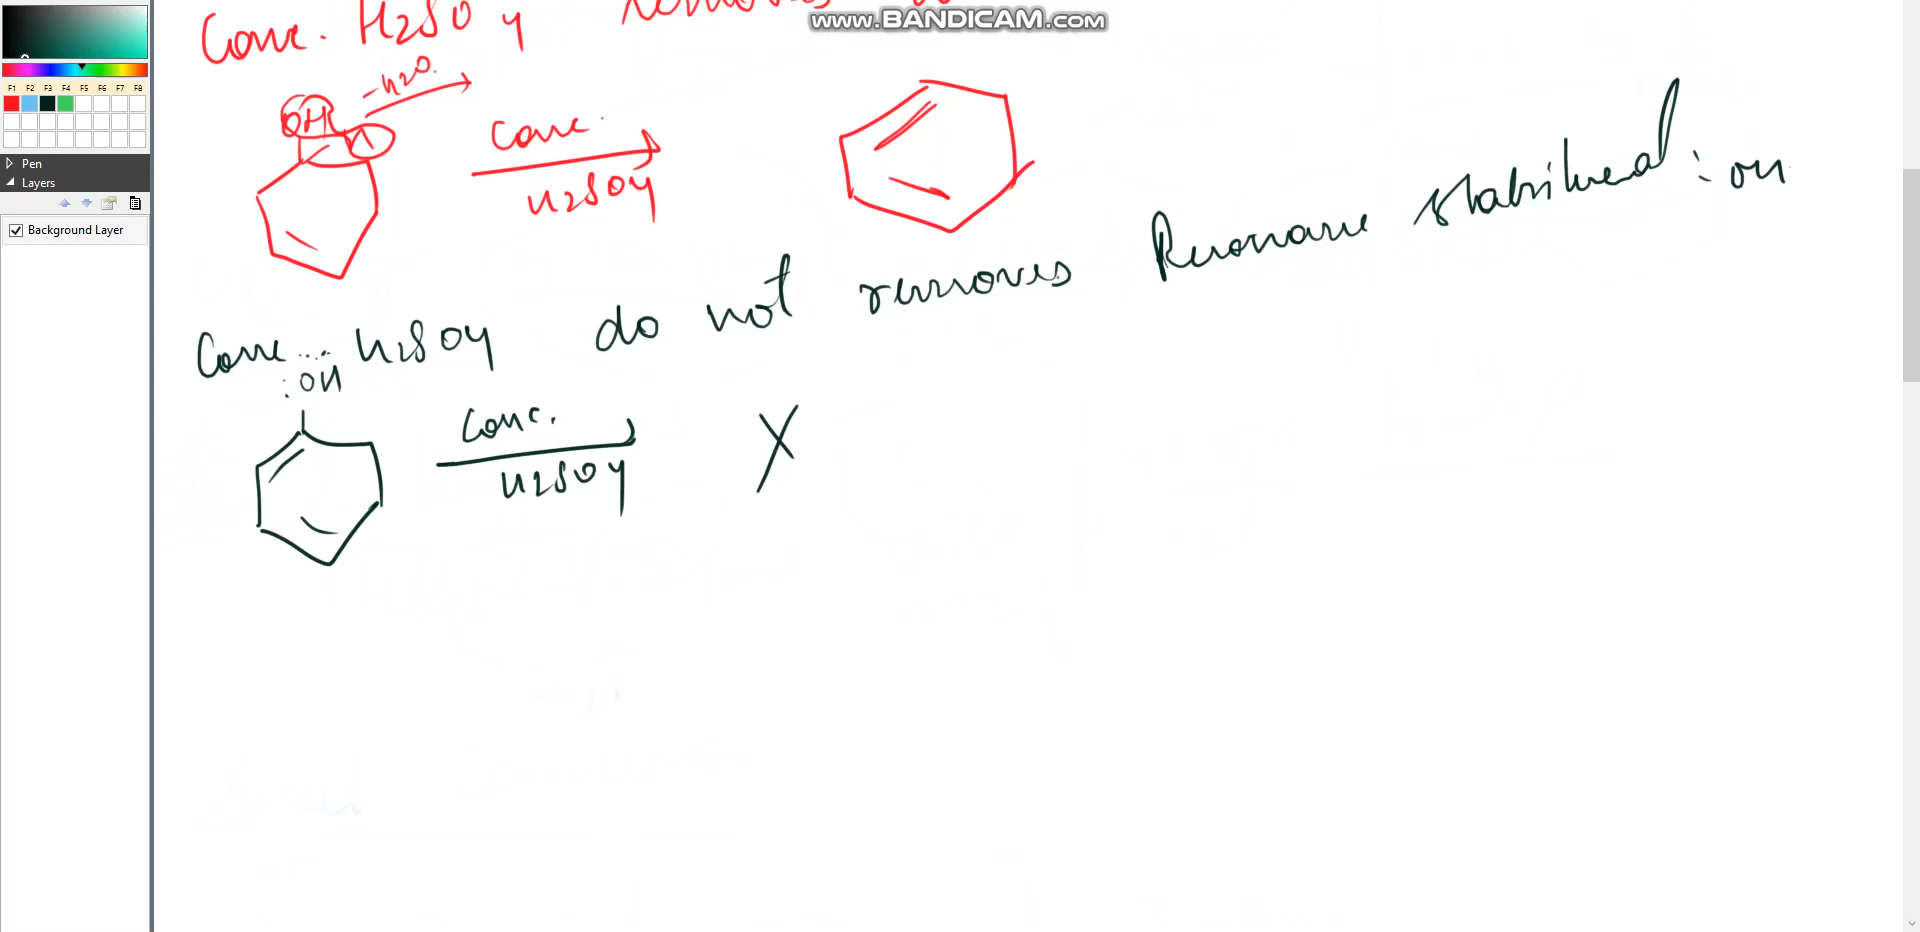 www.BANDICAM.com
Conc. H2SO4 removes
-H2O.
OH
H
Conc.
H2SO4
F1 F2 F3 F4 F5 F6 F7 F8
Pen
Layers
Background Layer
Conc. H2SO4 do not removes Resonance stabilised :OH
:OH
Conc.
H2SO4
X